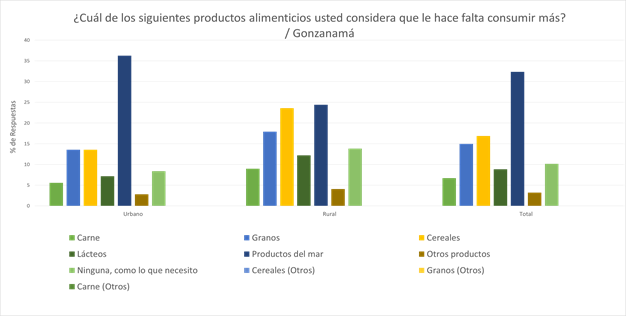 ¿Cuál de los siguientes productos alimenticios usted considera que le hace falta consumir más?
/ Gonzanamá
40
35
30
25
20
15
10
5
0
% de Respuestas
Urbano Rural Total
Carne Granos Cereales
Lácteos Productos del mar Otros productos
Ninguna, como lo que necesito Cereales (Otros) Granos (Otros)
Carne (Otros)